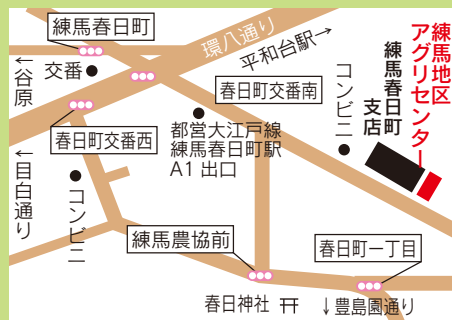 練馬春日町
環八通り
平和台駅→
交番
←谷原
春日町交番南
コンビニ
練馬春日町
支店
練馬地区
アグリセンター
春日町交番西
都営大江戸線
練馬春日町駅
A1 出口
←目白通り
コンビニ
練馬農協前
春日町一丁目
春日神社
↓豊島園通り